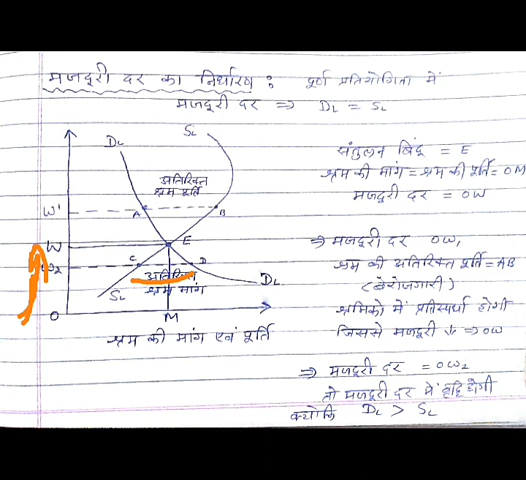 मजदूरी दर का निर्धारण : पूर्ण प्रतियोगिता में
मजदूरी दर ⇒ DL = SL
DL
SL
अतिरिक्त
श्रम पूर्ति
W'
A
B
W
E
W2
C
D
अतिरिक्त
श्रम मांग
SL
DL
O
M
श्रम की मांग एवं पूर्ति
संतुलन बिंदु = E
श्रम की मांग = श्रम की पूर्ति = OM
मजदूरी दर = OW
⇒ मजदूरी दर OW1
श्रम की अतिरिक्त पूर्ति = AB
(बेरोजगारी)
श्रमिकों में प्रतिस्पर्धा होगी
जिससे मजदूरी ↓ ⇒ OW
⇒ मजदूरी दर = OW2
तो मजदूरी दर में वृद्धि होगी
क्योंकि DL > SL